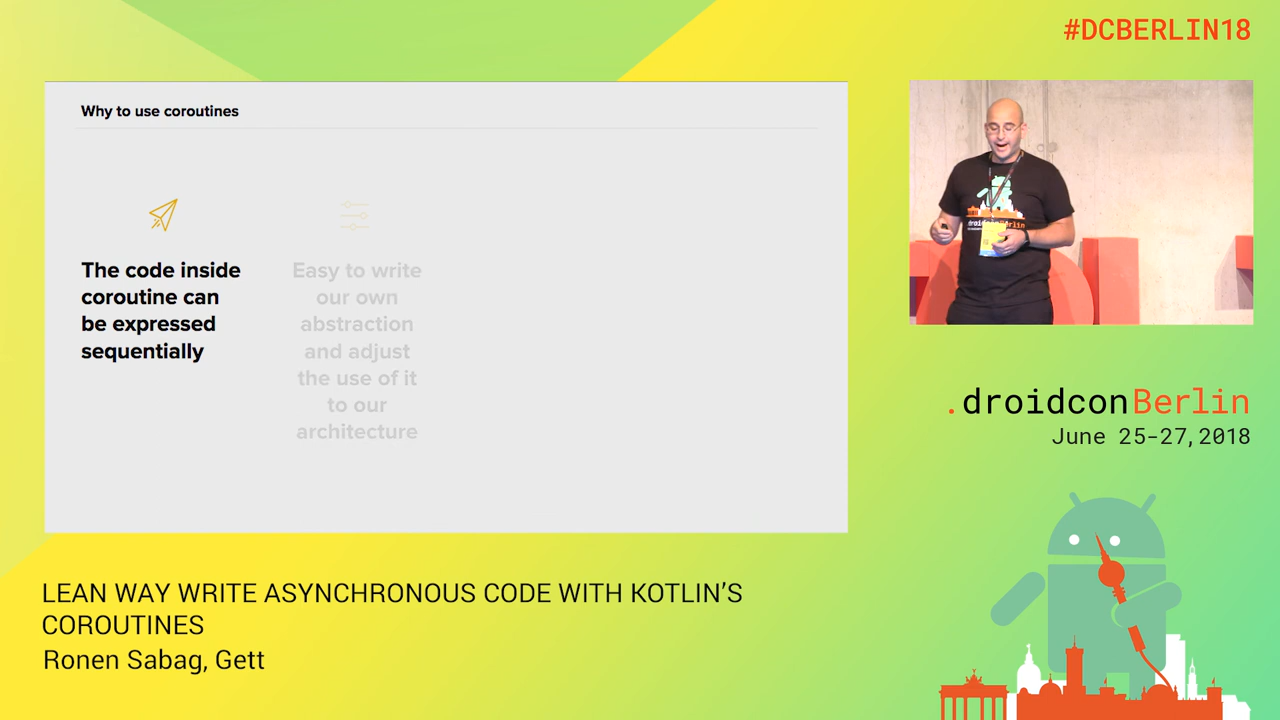 #DCBERLIN18
Why to use coroutines
The code inside
coroutine can
be expressed
sequentially
Easy to write
our own
abstraction
and adjust
the use of it
to our
architecture
droidcon Berlin
.droidconBerlin
June 25-27, 2018
LEAN WAY WRITE ASYNCHRONOUS CODE WITH KOTLIN'S
COROUTINES
Ronen Sabag, Gett